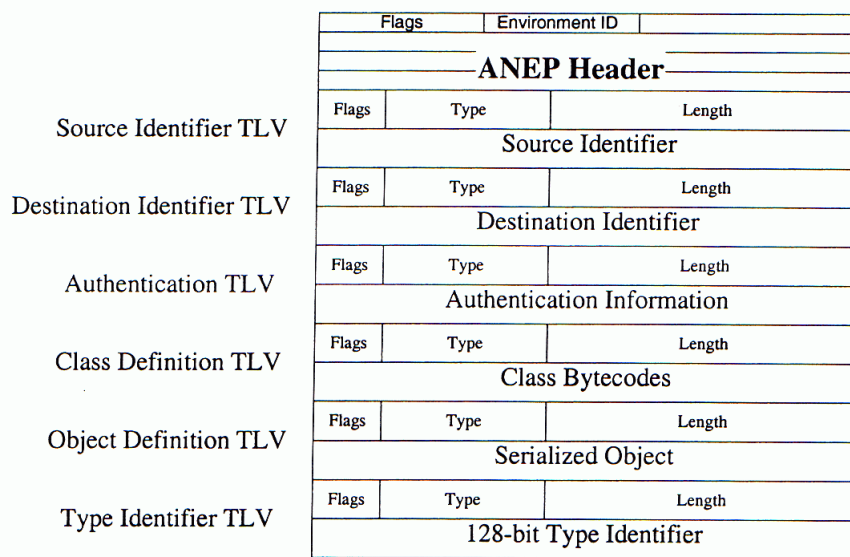 Flags Environment ID
ANEP Header
Flags Type Length
Source Identifier TLV
Source Identifier
Flags Type Length
Destination Identifier TLV
Destination Identifier
Flags Type Length
Authentication TLV
Authentication Information
Flags Type Length
Class Definition TLV
Class Bytecodes
Flags Type Length
Object Definition TLV
Serialized Object
Flags Type Length
Type Identifier TLV
128-bit Type Identifier